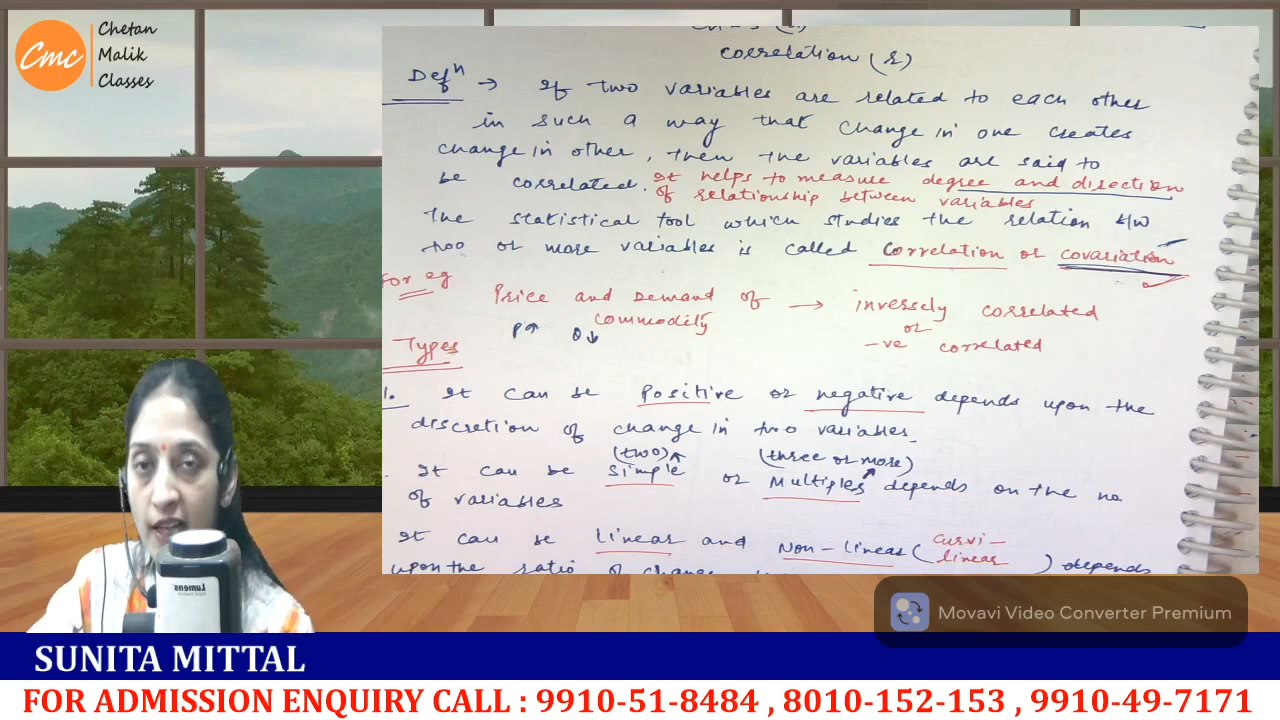 Chetan
Malik
Classes
CMC
Correlation (r)
Defⁿ → If two variables are related to each other
in such a way that change in one creates
change in other, then the variables are said to
be correlated. It helps to measure degree and direction
of relationship between variables
The statistical tool which studies the relation b/w
two or more variables is called correlation or covariation
For eg
Price and Demand of → inversely correlated
commodity or
P↑ Q↓ -ve correlated
Types
1. It can be Positive or negative depends upon the
discretion of change in two variables.
(two) (three or more)
It can be Simple or Multiples depends on the no
of variables
It can be linear and Non-linear (curvi-
linear) depends
upon the ratio of change
Lumens
Movavi Video Converter Premium
SUNITA MITTAL
FOR ADMISSION ENQUIRY CALL : 9910-51-8484 , 8010-152-153 , 9910-49-7171